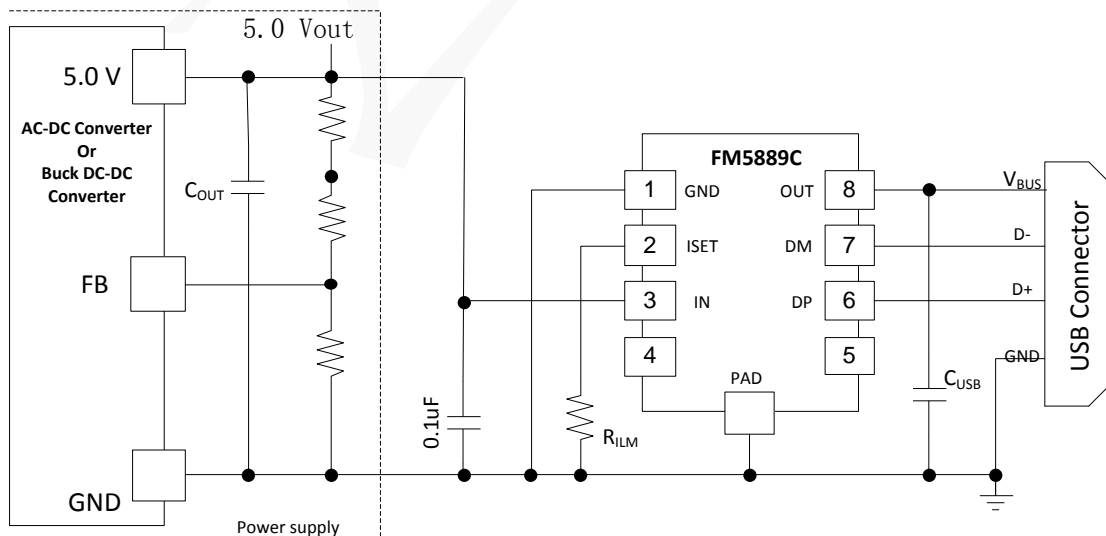 5.0 Vout
5.0 V
AC-DC Converter
Or
Buck DC-DC
Converter
COUT
FB
GND
Power supply
0.1uF
RILM
FM5889C
1
GND
2
ISET
3
IN
4
PAD
OUT
8
DM
7
DP
6
5
VBUS
D-
D+
GND
CUSB
USB Connector